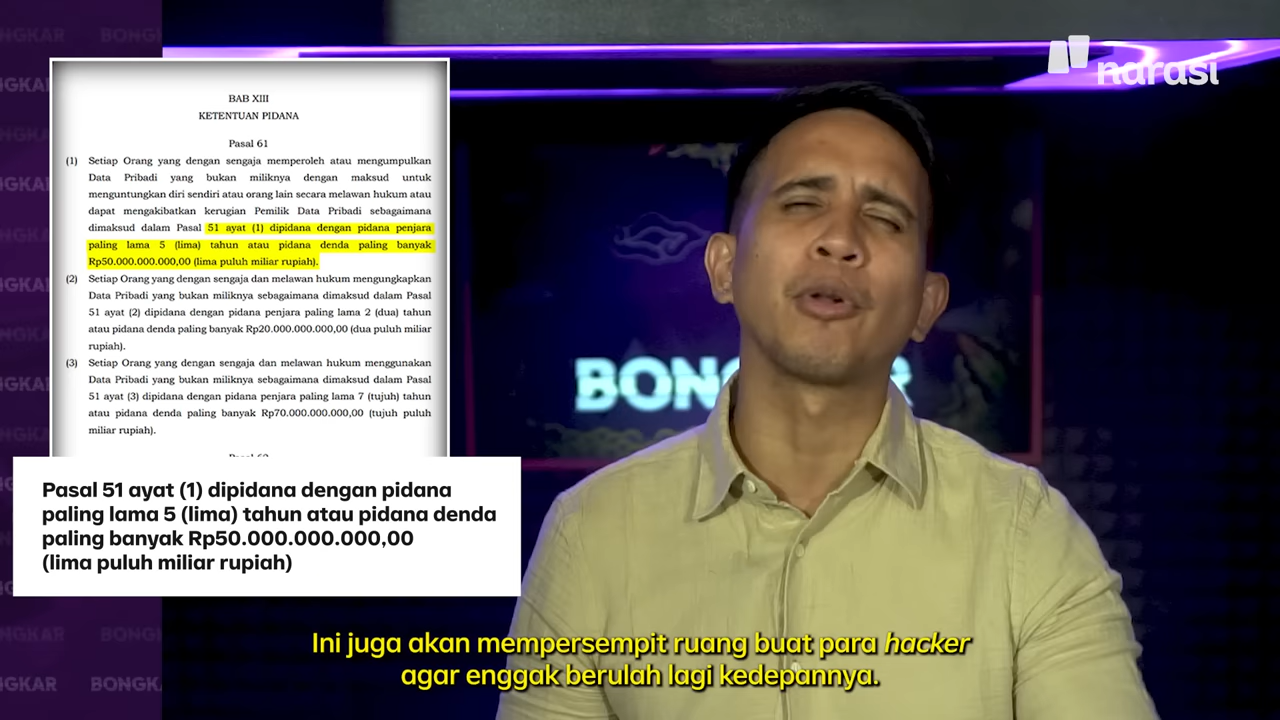 narasi
BAB XIII
KETENTUAN PIDANA
Pasal 61
(1) Setiap Orang yang dengan sengaja memperoleh atau mengumpulkan
Data Pribadi yang bukan miliknya dengan maksud untuk
menguntungkan diri sendiri atau orang lain secara melawan hukum atau
dapat mengakibatkan kerugian Pemilik Data Pribadi sebagaimana
dimaksud dalam Pasal 51 ayat (1) dipidana dengan pidana penjara
paling lama 5 (lima) tahun atau pidana denda paling banyak
Rp50.000.000.000,00 (lima puluh miliar rupiah).
(2) Setiap Orang yang dengan sengaja dan melawan hukum mengungkapkan
Data Pribadi yang bukan miliknya sebagaimana dimaksud dalam Pasal
51 ayat (2) dipidana dengan pidana penjara paling lama 2 (dua) tahun
atau pidana denda paling banyak Rp20.000.000.000,00 (dua puluh miliar
rupiah).
(3) Setiap Orang yang dengan sengaja dan melawan hukum menggunakan
Data Pribadi yang bukan miliknya sebagaimana dimaksud dalam Pasal
51 ayat (3) dipidana dengan pidana penjara paling lama 7 (tujuh) tahun
atau pidana denda paling banyak Rp70.000.000.000,00 (tujuh puluh
miliar rupiah).
Pasal 51 ayat (1) dipidana dengan pidana
paling lama 5 (lima) tahun atau pidana denda
paling banyak Rp50.000.000.000,00
(lima puluh miliar rupiah)
Ini juga akan mempersempit ruang buat para hacker
agar enggak berulah lagi kedepannya.